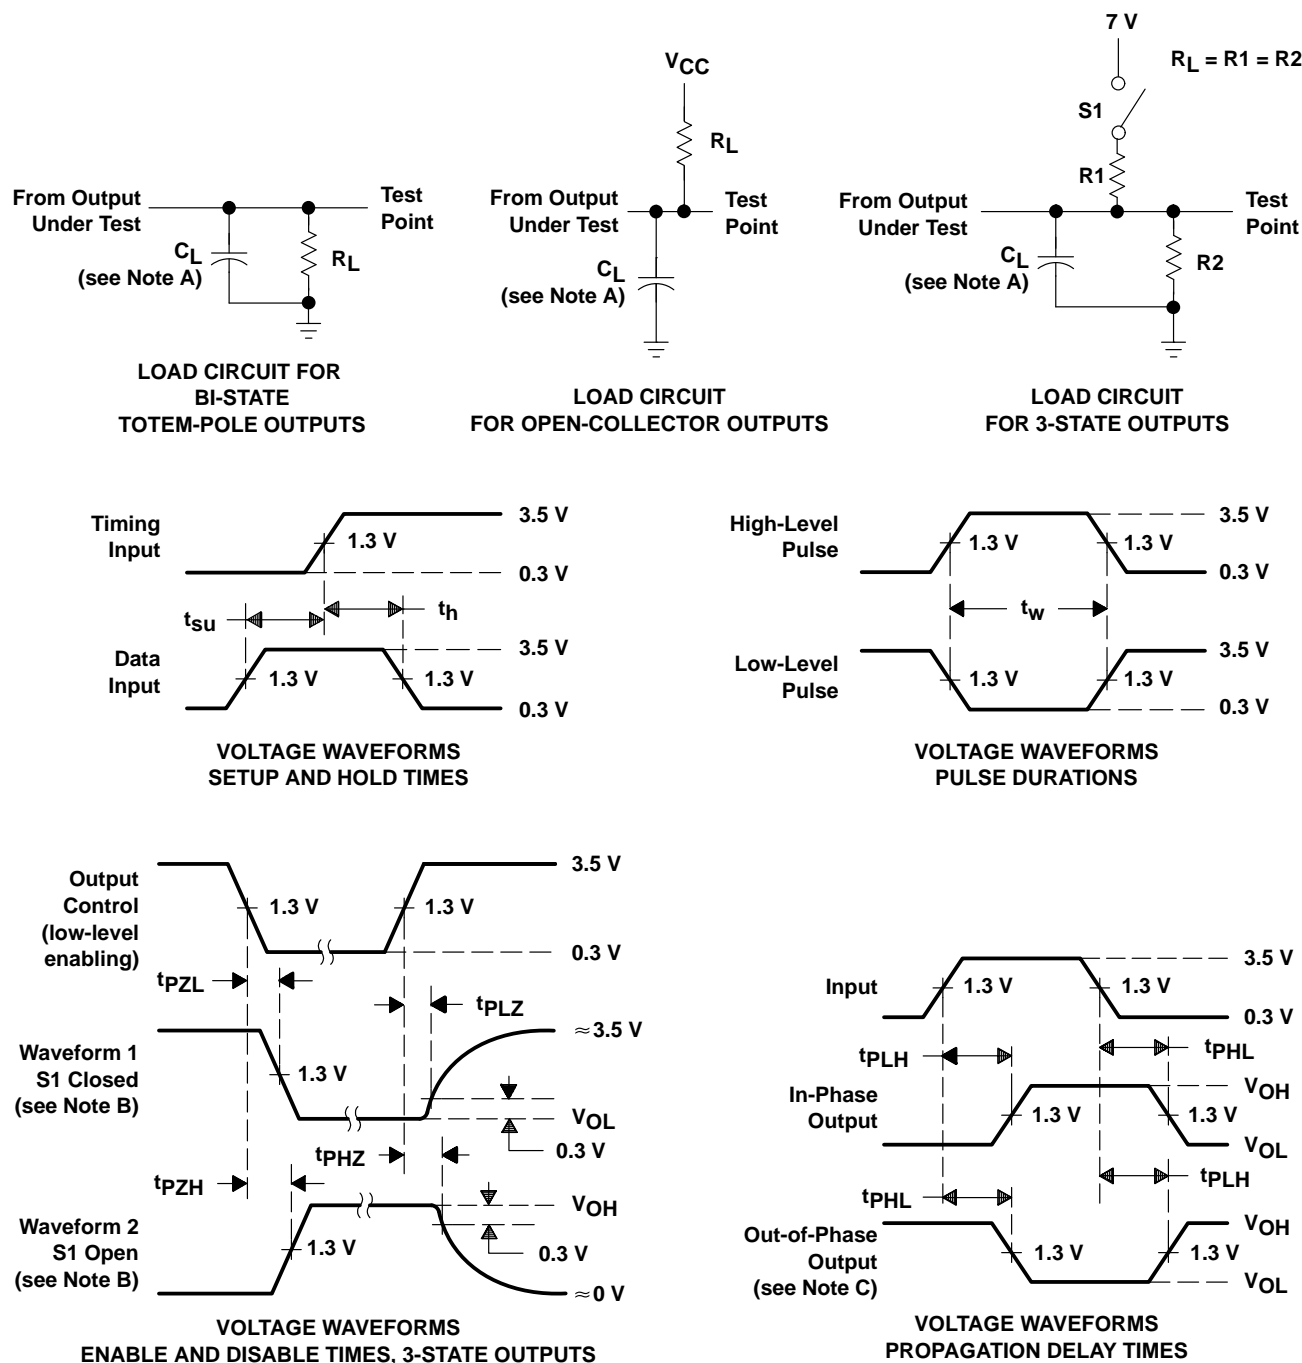 From Output
Under Test
Test
Point
CL
(see Note A)
RL
LOAD CIRCUIT FOR
BI-STATE
TOTEM-POLE OUTPUTS
VCC
RL
From Output
Under Test
Test
Point
CL
(see Note A)
LOAD CIRCUIT
FOR OPEN-COLLECTOR OUTPUTS
7 V
RL = R1 = R2
S1
R1
From Output
Under Test
Test
Point
CL
(see Note A)
R2
LOAD CIRCUIT
FOR 3-STATE OUTPUTS
Timing
Input
1.3 V
3.5 V
0.3 V
tsu
th
Data
Input
1.3 V
1.3 V
3.5 V
0.3 V
VOLTAGE WAVEFORMS
SETUP AND HOLD TIMES
High-Level
Pulse
1.3 V
1.3 V
3.5 V
0.3 V
tw
Low-Level
Pulse
1.3 V
1.3 V
3.5 V
0.3 V
VOLTAGE WAVEFORMS
PULSE DURATIONS
Output
Control
(low-level
enabling)
1.3 V
1.3 V
3.5 V
0.3 V
tPZL
tPLZ
Waveform 1
S1 Closed
(see Note B)
1.3 V
≈3.5 V
VOL
0.3 V
tPHZ
tPZH
Waveform 2
S1 Open
(see Note B)
1.3 V
VOH
0.3 V
≈0 V
VOLTAGE WAVEFORMS
ENABLE AND DISABLE TIMES, 3-STATE OUTPUTS
Input
1.3 V
1.3 V
3.5 V
0.3 V
tPLH
tPHL
In-Phase
Output
1.3 V
1.3 V
VOH
VOL
tPHL
tPLH
Out-of-Phase
Output
(see Note C)
1.3 V
1.3 V
VOH
VOL
VOLTAGE WAVEFORMS
PROPAGATION DELAY TIMES